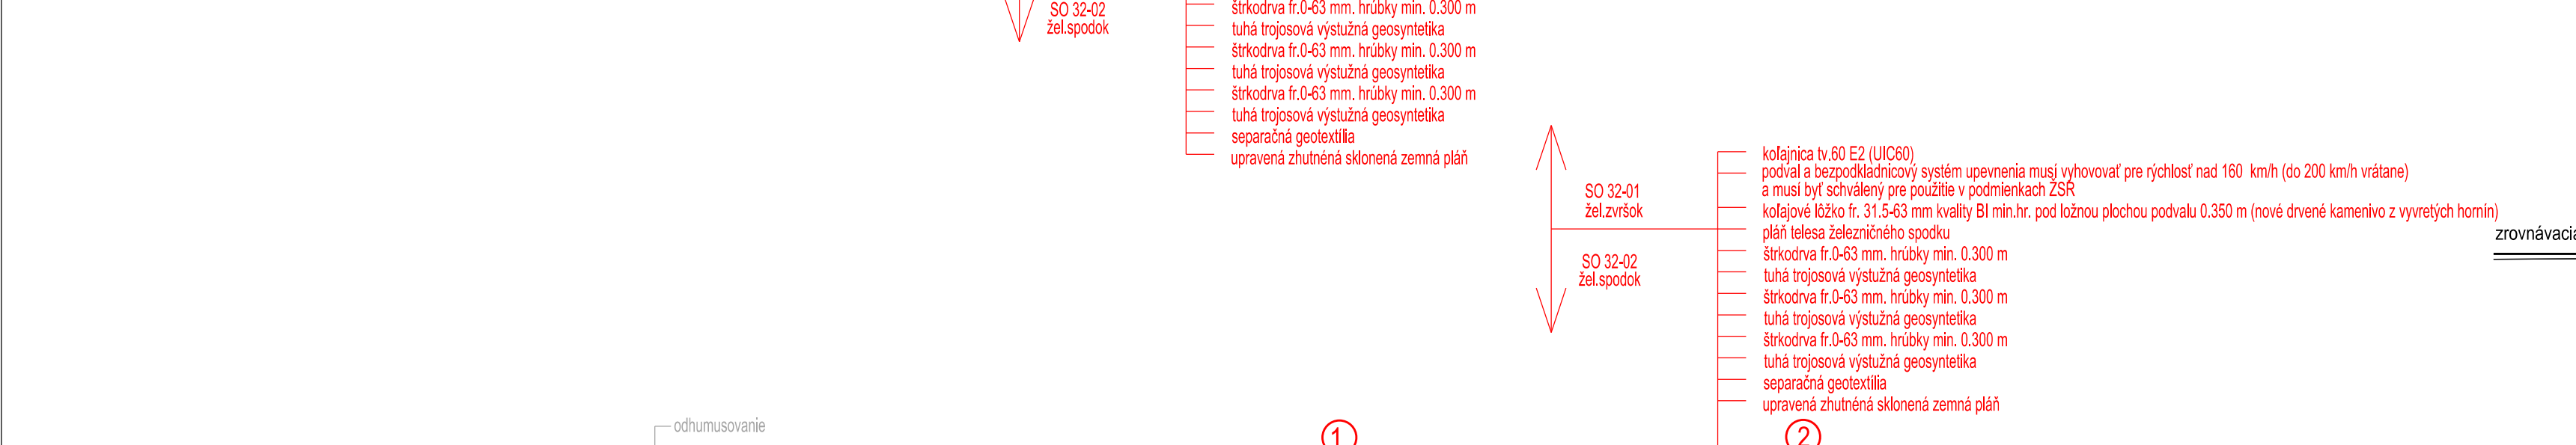 SO 32-02
žel.spodok
štrkodrva fr.0-63 mm. hrúbky min. 0.300 m
tuhá trojosová výstužná geosyntetika
štrkodrva fr.0-63 mm. hrúbky min. 0.300 m
tuhá trojosová výstužná geosyntetika
štrkodrva fr.0-63 mm. hrúbky min. 0.300 m
tuhá trojosová výstužná geosyntetika
separačná geotextília
upravená zhutnéná sklonená zemná pláň
SO 32-01
žel.zvršok
SO 32-02
žel.spodok
koľajnica tv.60 E2 (UIC60)
podval a bezpodkladnicový systém upevnenia musí vyhovovať pre rýchlosť nad 160 km/h (do 200 km/h vrátane)
a musí byť schválený pre použitie v podmienkach ŽSR
koľajové lôžko fr. 31.5-63 mm kvality BI min.hr. pod ložnou plochou podvalu 0.350 m (nové drvené kamenivo z vyvretých hornín)
pláň telesa železničného spodku
štrkodrva fr.0-63 mm. hrúbky min. 0.300 m
tuhá trojosová výstužná geosyntetika
štrkodrva fr.0-63 mm. hrúbky min. 0.300 m
tuhá trojosová výstužná geosyntetika
štrkodrva fr.0-63 mm. hrúbky min. 0.300 m
tuhá trojosová výstužná geosyntetika
separačná geotextília
upravená zhutnéná sklonená zemná pláň
odhumusovanie
1
2